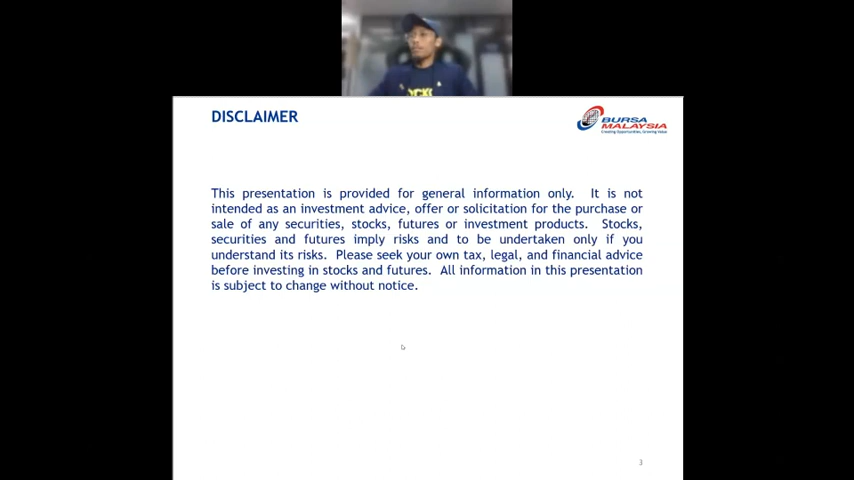 DISCLAIMER
BURSA
MALAYSIA
Creating Opportunities, Growing Value
This presentation is provided for general information only. It is not
intended as an investment advice, offer or solicitation for the purchase or
sale of any securities, stocks, futures or investment products. Stocks,
securities and futures imply risks and to be undertaken only if you
understand its risks. Please seek your own tax, legal, and financial advice
before investing in stocks and futures. All information in this presentation
is subject to change without notice.
3